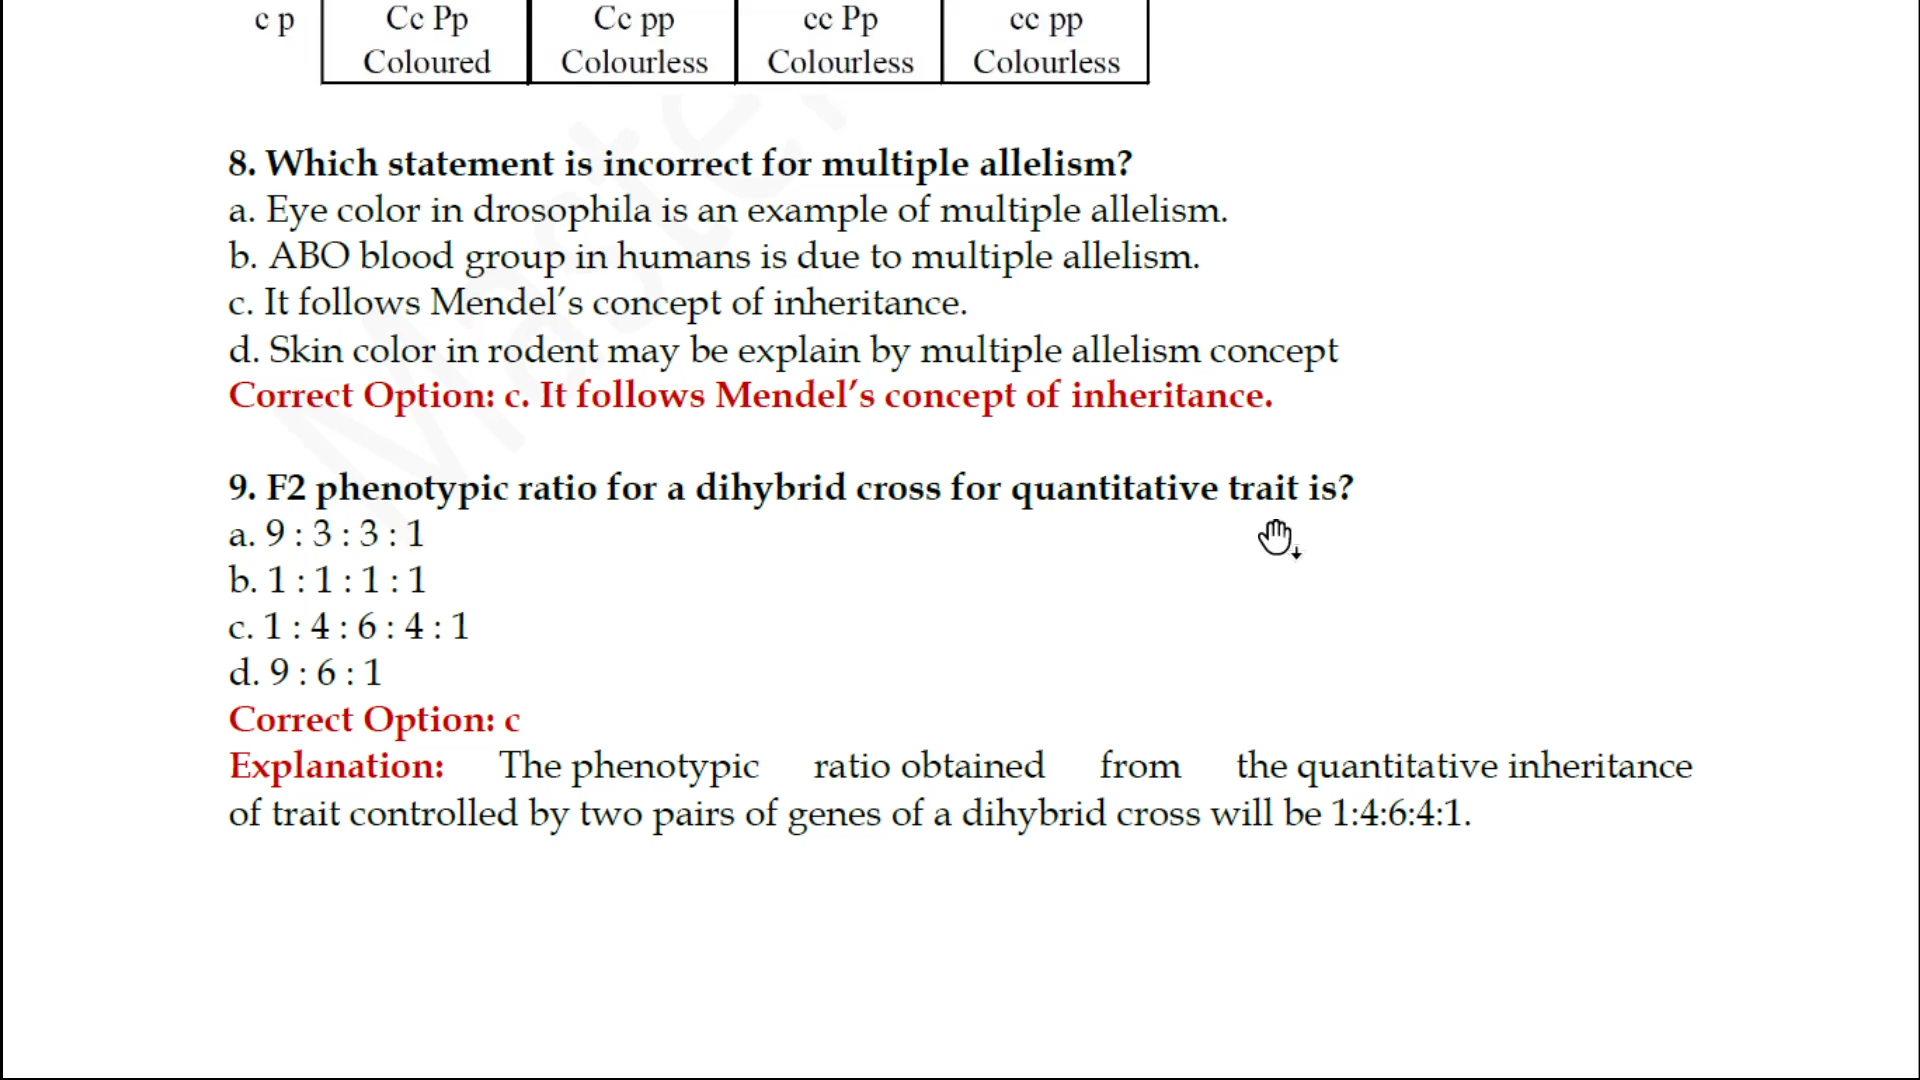 c p Cc Pp Cc pp cc Pp cc pp
Coloured Colourless Colourless Colourless
8. Which statement is incorrect for multiple allelism?
a. Eye color in drosophila is an example of multiple allelism.
b. ABO blood group in humans is due to multiple allelism.
c. It follows Mendel’s concept of inheritance.
d. Skin color in rodent may be explain by multiple allelism concept
Correct Option: c. It follows Mendel’s concept of inheritance.
9. F2 phenotypic ratio for a dihybrid cross for quantitative trait is?
a. 9 : 3 : 3 : 1
b. 1 : 1 : 1 : 1
c. 1 : 4 : 6 : 4 : 1
d. 9 : 6 : 1
Correct Option: c
Explanation: The phenotypic ratio obtained from the quantitative inheritance
of trait controlled by two pairs of genes of a dihybrid cross will be 1:4:6:4:1.